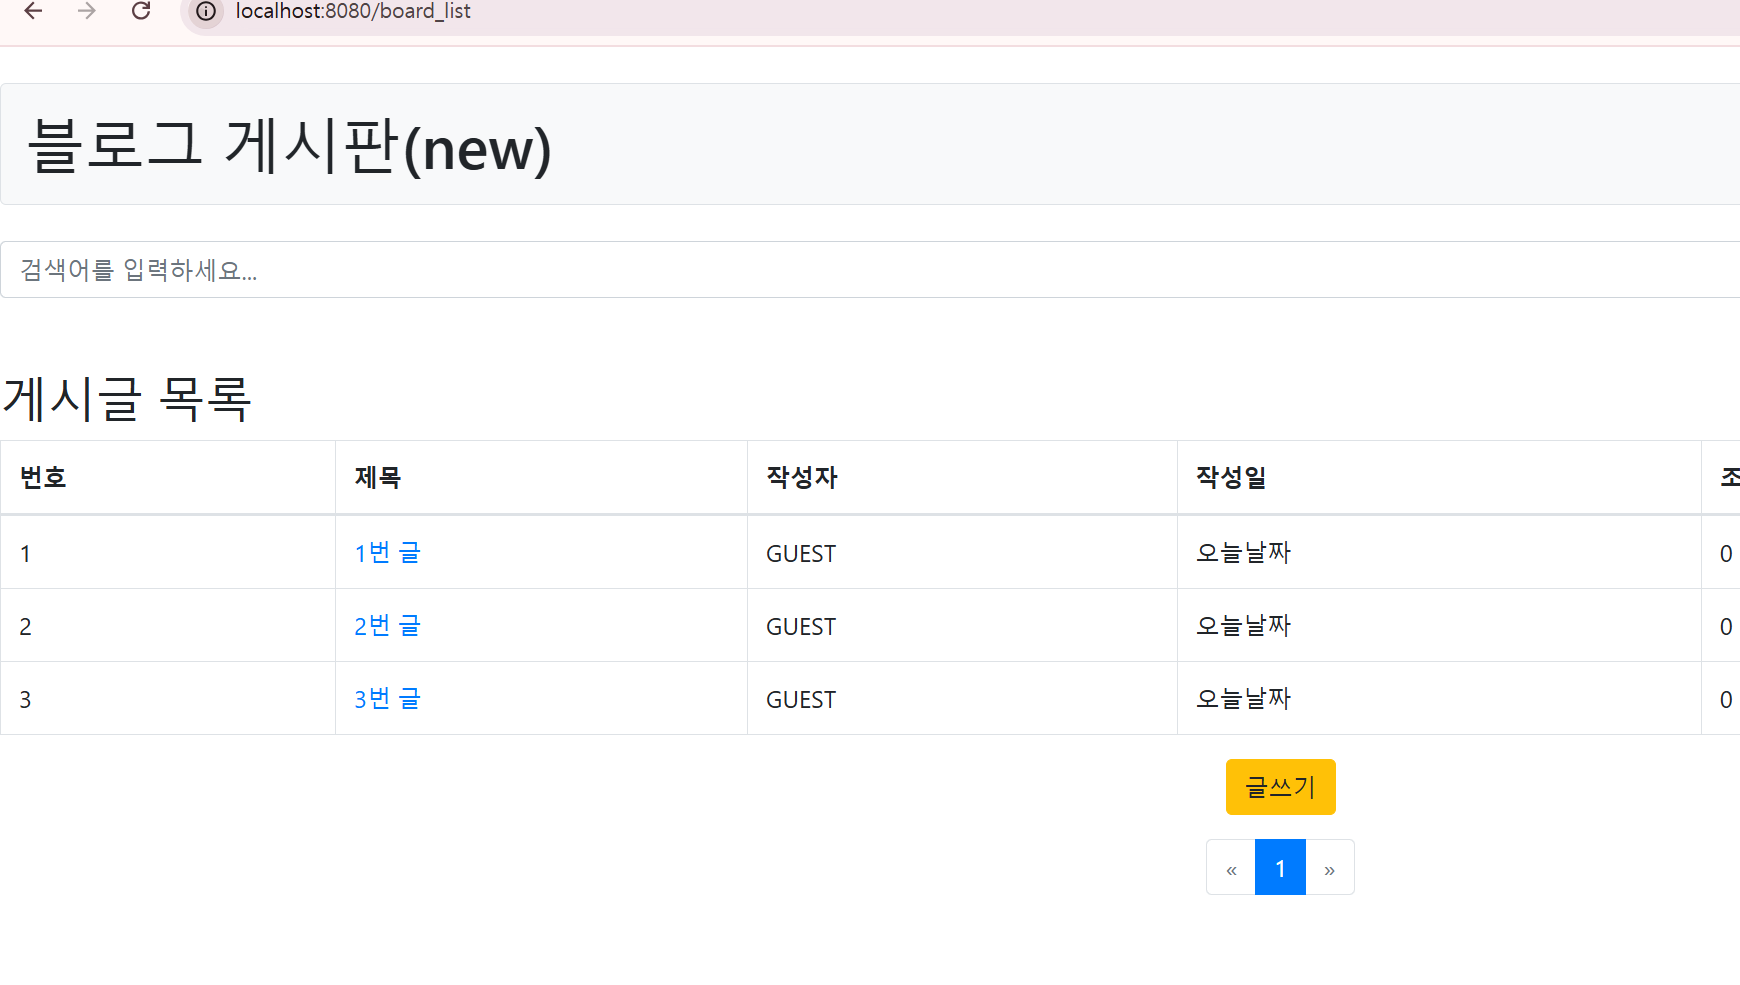 localhost:8080/board_list
블로그 게시판(new)
검색어를 입력하세요...
게시글 목록
번호 제목 작성자 작성일 조
1 1번 글 GUEST 오늘날짜 0
2 2번 글 GUEST 오늘날짜 0
3 3번 글 GUEST 오늘날짜 0
글쓰기
« 1 »